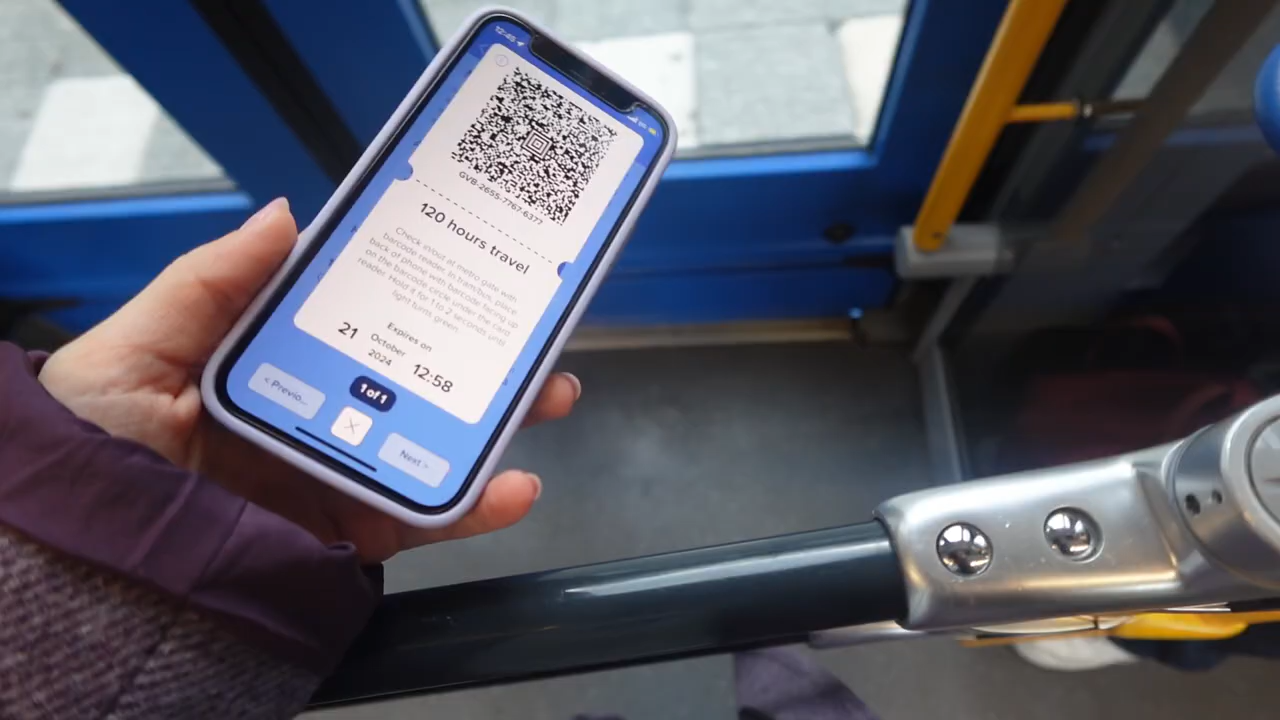 12:45
GVB-2655-7767-6377
120 hours travel
Check in/out at metro gate with
barcode reader. In tram/bus, place
back of phone with barcode facing up
on the barcode circle under the card
reader. Hold it for 1 to 2 seconds until
light turns green.
Expires on
21 October 2024 12:58
1 of 1
< Previo...
X
Next >